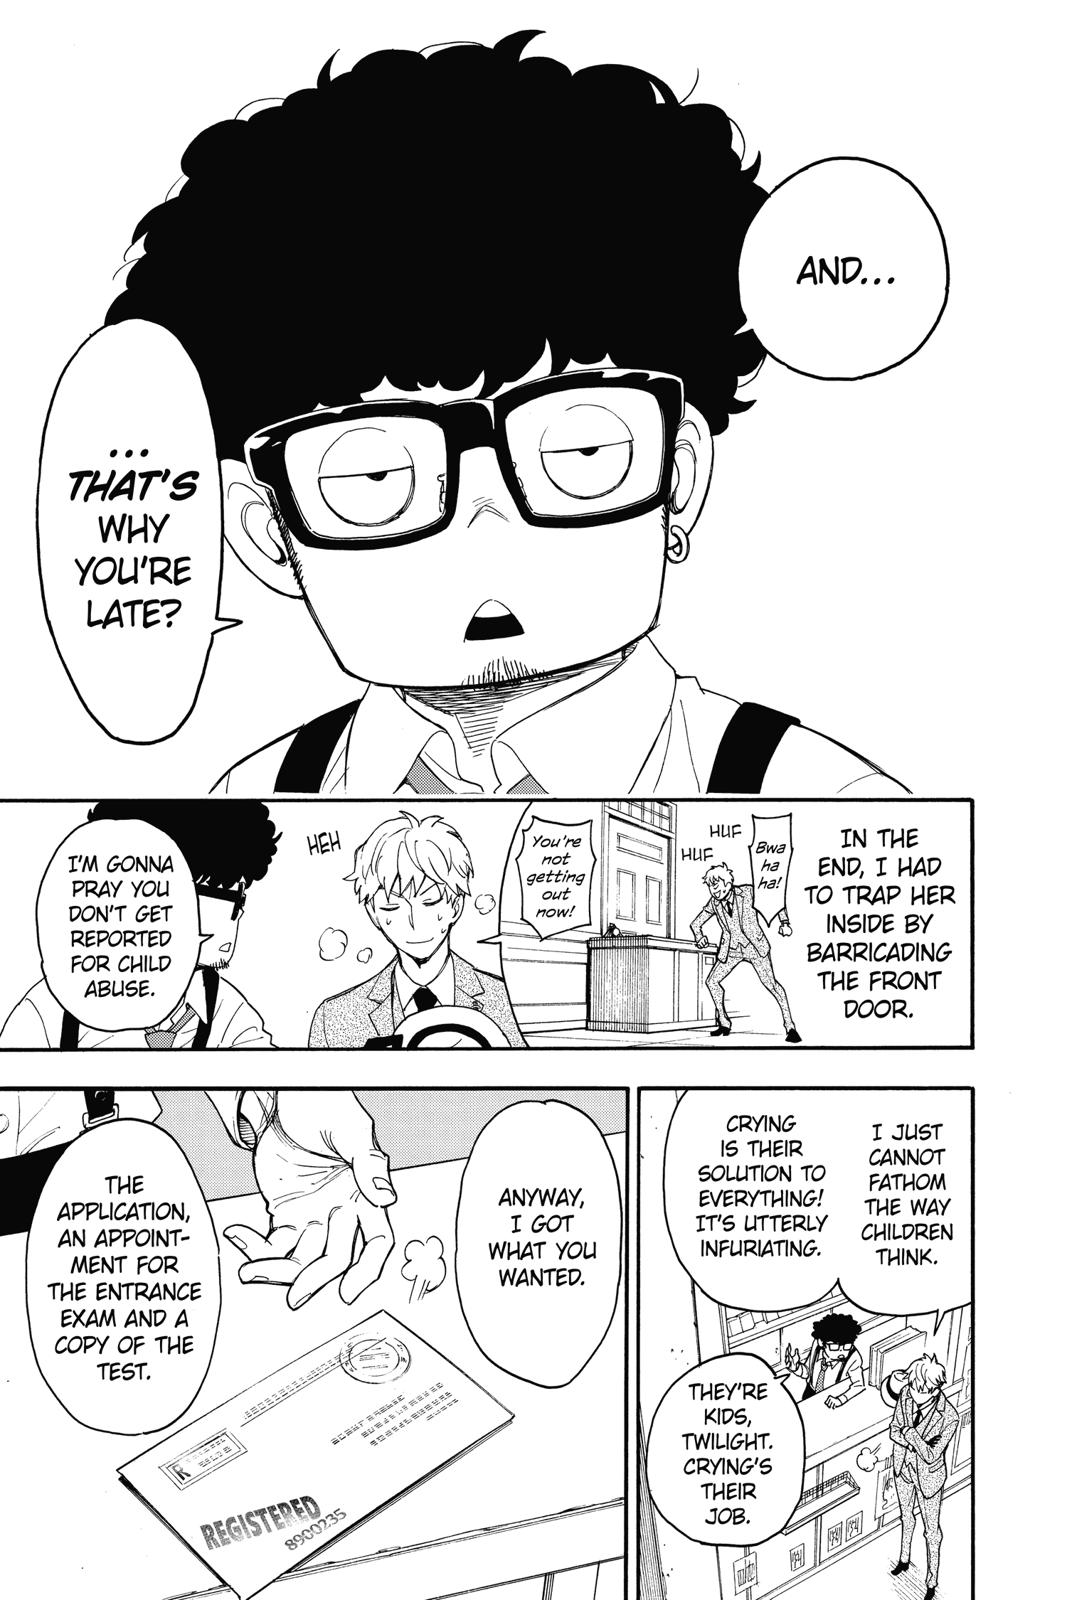 AND...
...
THAT'S
WHY
YOU'RE
LATE?
IN THE
END, I HAD
TO TRAP HER
INSIDE BY
BARRICADING
THE FRONT
DOOR.
Bwa
ha
ha!
HUF
HUF
You're
not
getting
out
now!
HEH
I'M GONNA
PRAY YOU
DON'T GET
REPORTED
FOR CHILD
ABUSE.
I JUST
CANNOT
FATHOM
THE WAY
CHILDREN
THINK.
CRYING
IS THEIR
SOLUTION TO
EVERYTHING!
IT'S UTTERLY
INFURIATING.
THEY'RE
KIDS,
TWILIGHT.
CRYING'S
THEIR
JOB.
ANYWAY,
I GOT
WHAT YOU
WANTED.
THE
APPLICATION,
AN APPOINT-
MENT FOR
THE ENTRANCE
EXAM AND A
COPY OF THE
TEST.
R
REGISTERED
8900235